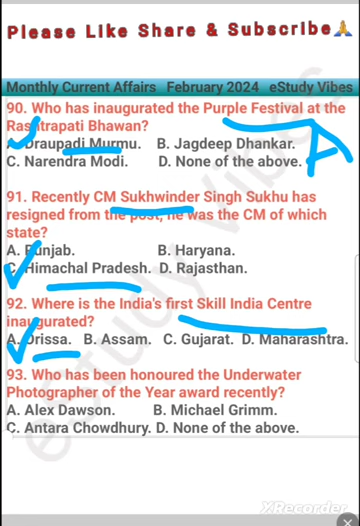 Please Like Share & Subscribe🙏
Monthly Current Affairs February 2024 eStudy Vibes
90. Who has inaugurated the Purple Festival at the
Rashtrapati Bhawan?
A. Draupadi Murmu. B. Jagdeep Dhankar.
C. Narendra Modi. D. None of the above.
91. Recently CM Sukhwinder Singh Sukhu has
resigned from the post, he was the CM of which
state?
A. Punjab. B. Haryana.
C. Himachal Pradesh. D. Rajasthan.
92. Where is the India's first Skill India Centre
inaugurated?
A. Orissa. B. Assam. C. Gujarat. D. Maharashtra.
93. Who has been honoured the Underwater
Photographer of the Year award recently?
A. Alex Dawson. B. Michael Grimm.
C. Antara Chowdhury. D. None of the above.
eStudy Vibes
XRecorder